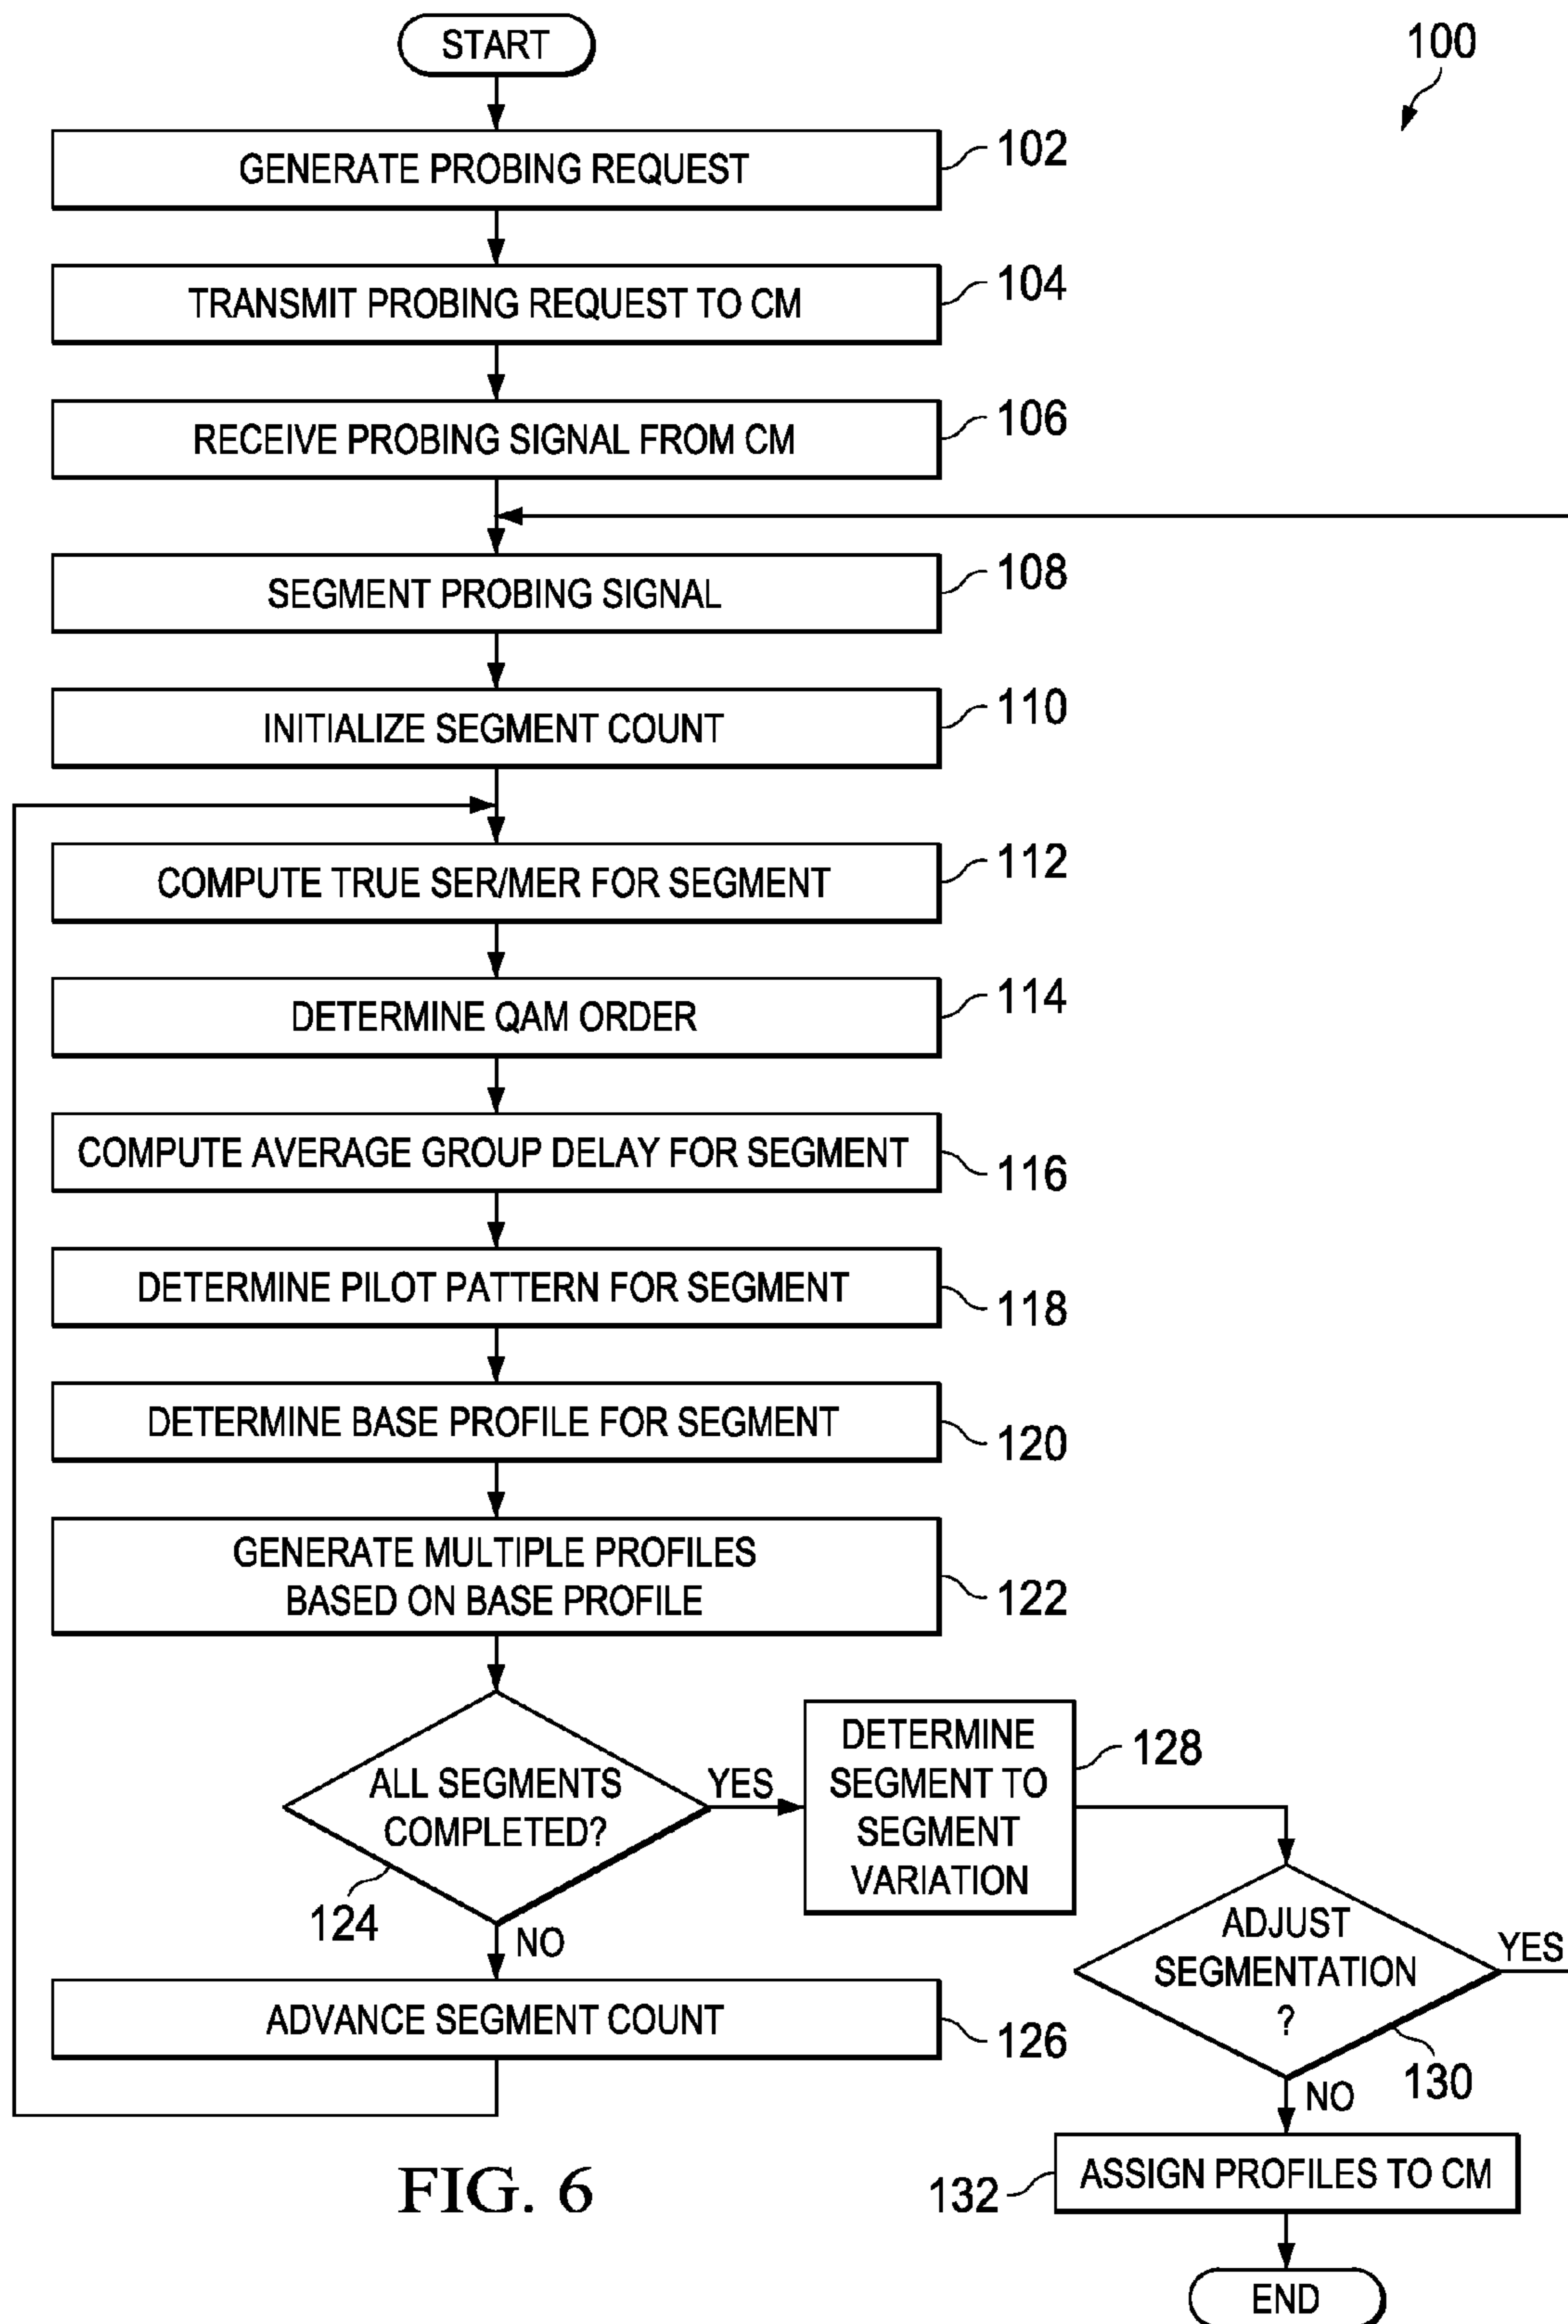 START
100
GENERATE PROBING REQUEST
102
TRANSMIT PROBING REQUEST TO CM
104
RECEIVE PROBING SIGNAL FROM CM
106
SEGMENT PROBING SIGNAL
108
INITIALIZE SEGMENT COUNT
110
COMPUTE TRUE SER/MER FOR SEGMENT
112
DETERMINE QAM ORDER
114
COMPUTE AVERAGE GROUP DELAY FOR SEGMENT
116
DETERMINE PILOT PATTERN FOR SEGMENT
118
DETERMINE BASE PROFILE FOR SEGMENT
120
GENERATE MULTIPLE PROFILES
BASED ON BASE PROFILE
122
ALL SEGMENTS
COMPLETED?
124
YES
NO
DETERMINE
SEGMENT TO
SEGMENT
VARIATION
128
ADVANCE SEGMENT COUNT
126
ADJUST
SEGMENTATION
?
YES
130
NO
ASSIGN PROFILES TO CM
132
END
FIG. 6